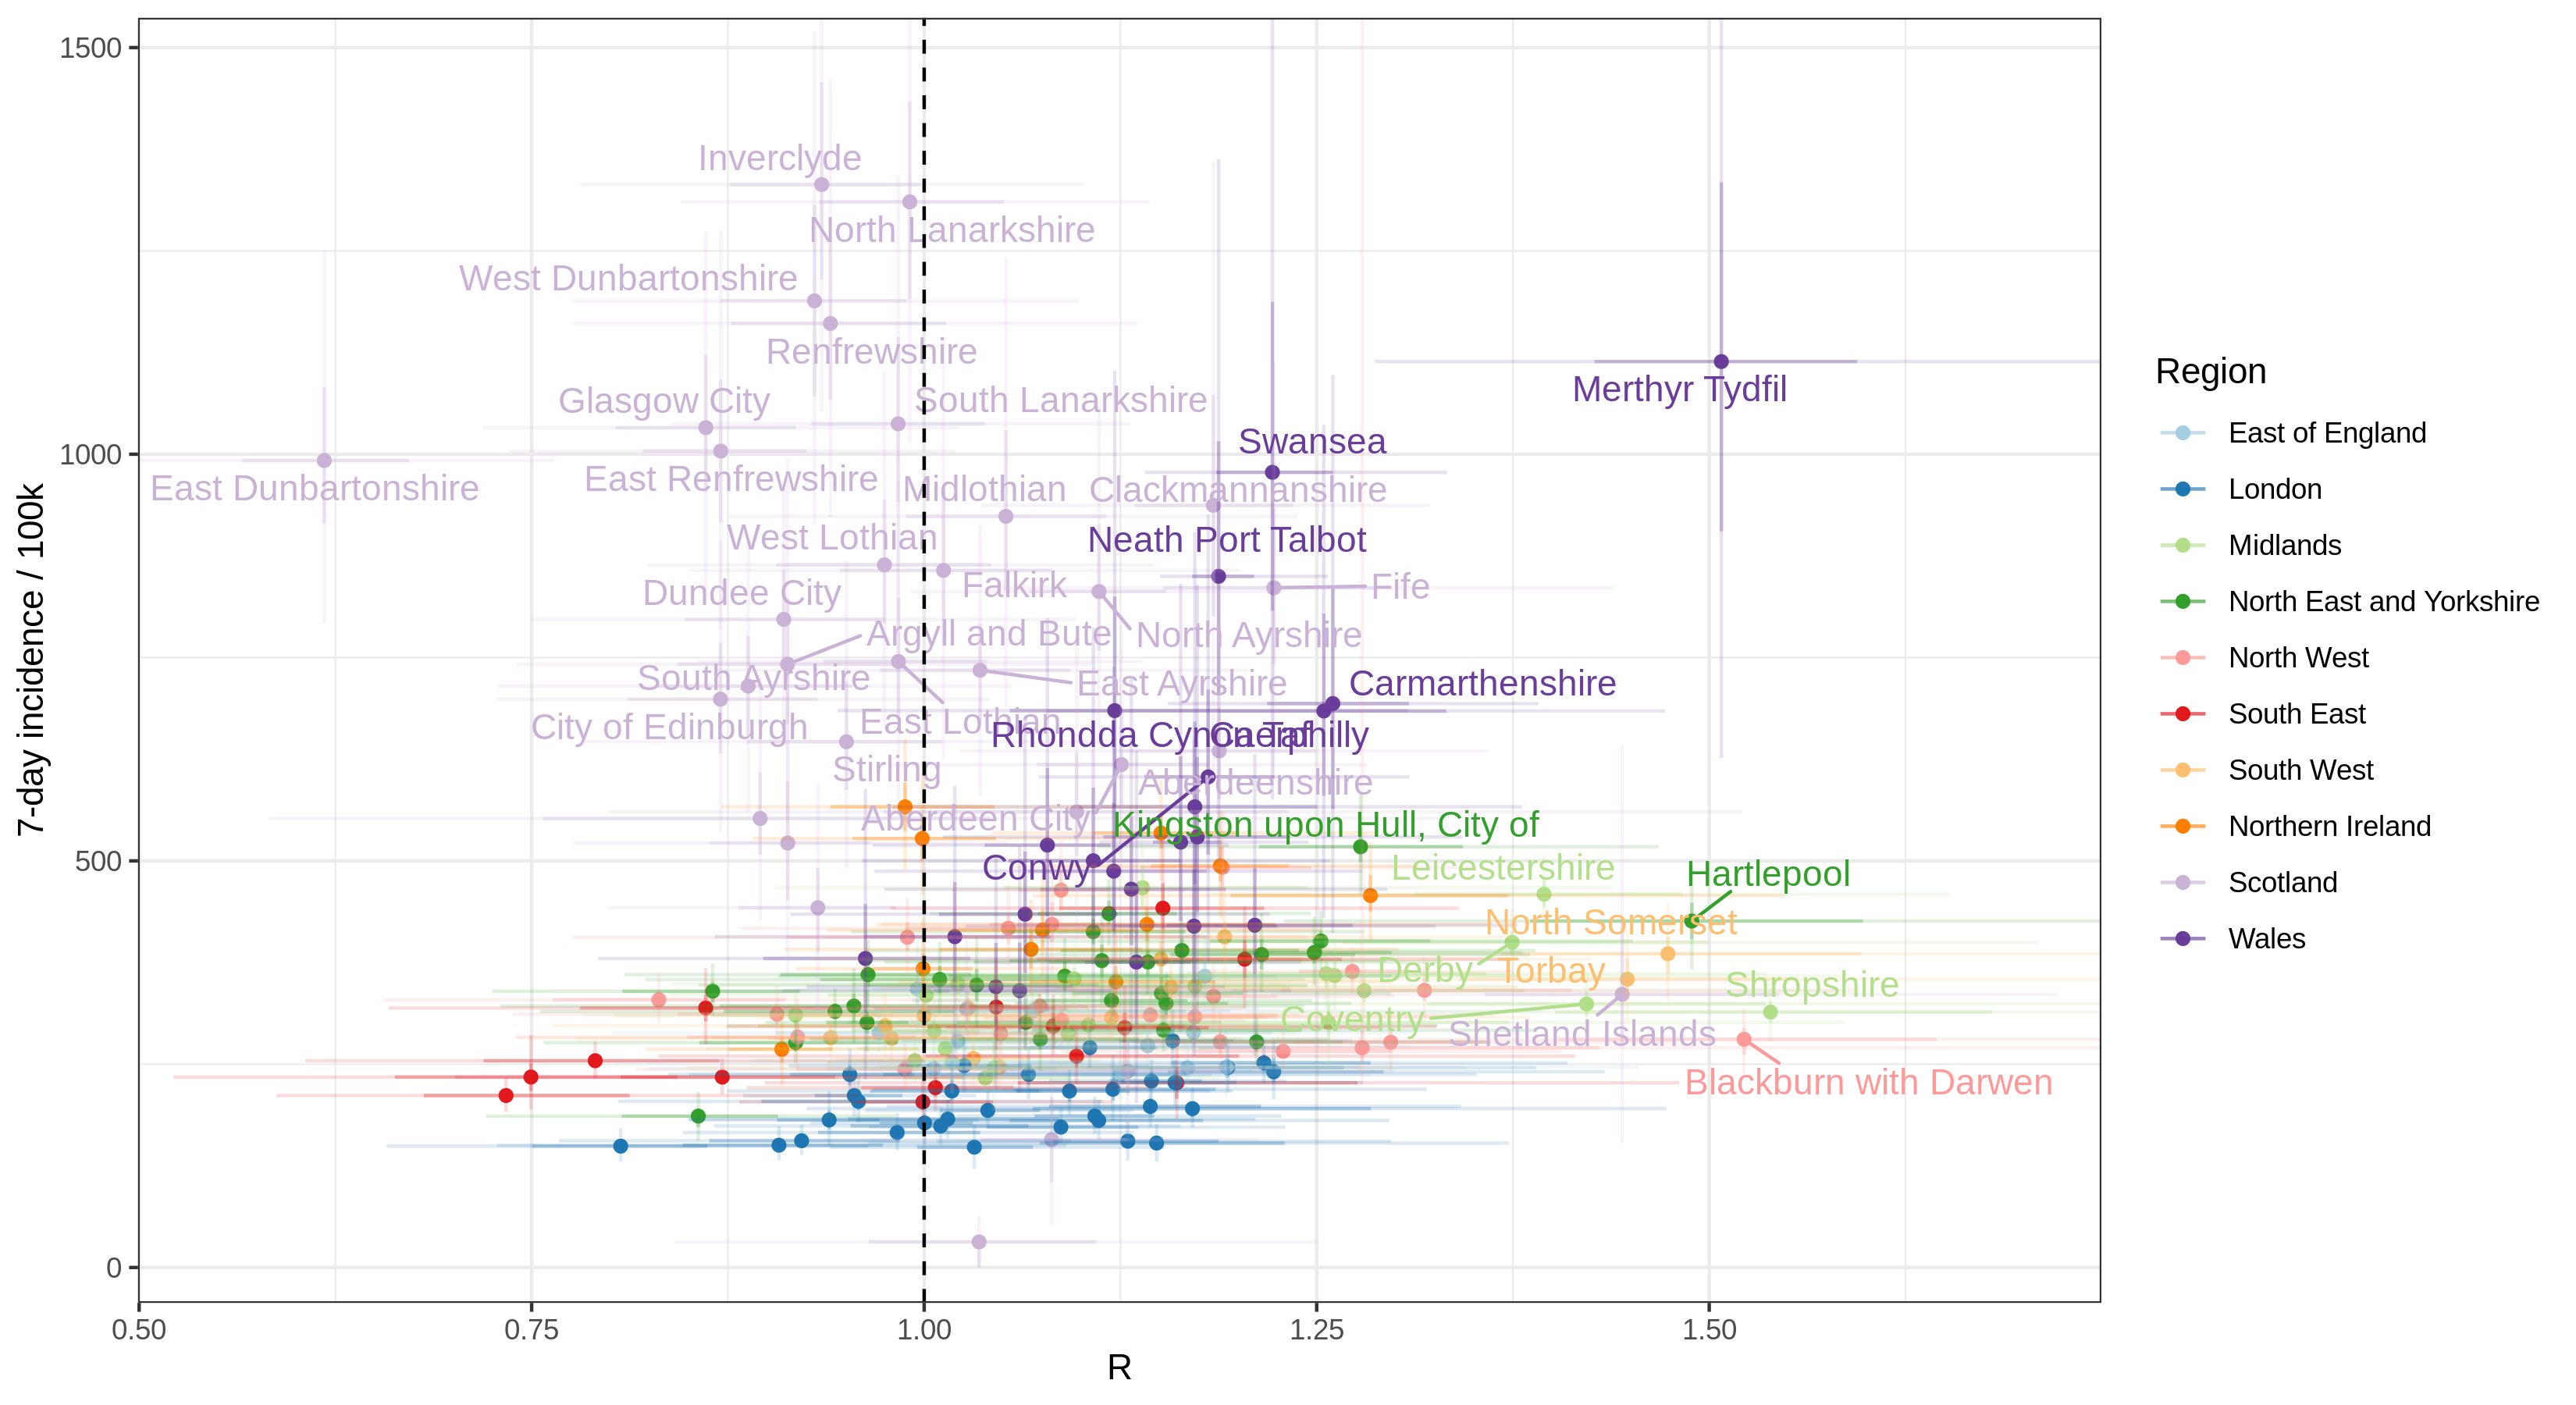 1500
1000
500
0
7-day incidence / 100k
0.50
0.75
1.00
1.25
1.50
R
Inverclyde
North Lanarkshire
West Dunbartonshire
Renfrewshire
Glasgow City
South Lanarkshire
Merthyr Tydfil
Swansea
East Dunbartonshire
East Renfrewshire
Midlothian
Clackmannanshire
West Lothian
Neath Port Talbot
Dundee City
Falkirk
Fife
Argyll and Bute
North Ayrshire
South Ayrshire
East Ayrshire
Carmarthenshire
City of Edinburgh
East Lothian
Rhondda Cynon Taf
Caerphilly
Stirling
Aberdeenshire
Aberdeen City
Kingston upon Hull, City of
Conwy
Leicestershire
Hartlepool
North Somerset
Derby
Torbay
Shropshire
Coventry
Shetland Islands
Blackburn with Darwen
Region
East of England
London
Midlands
North East and Yorkshire
North West
South East
South West
Northern Ireland
Scotland
Wales